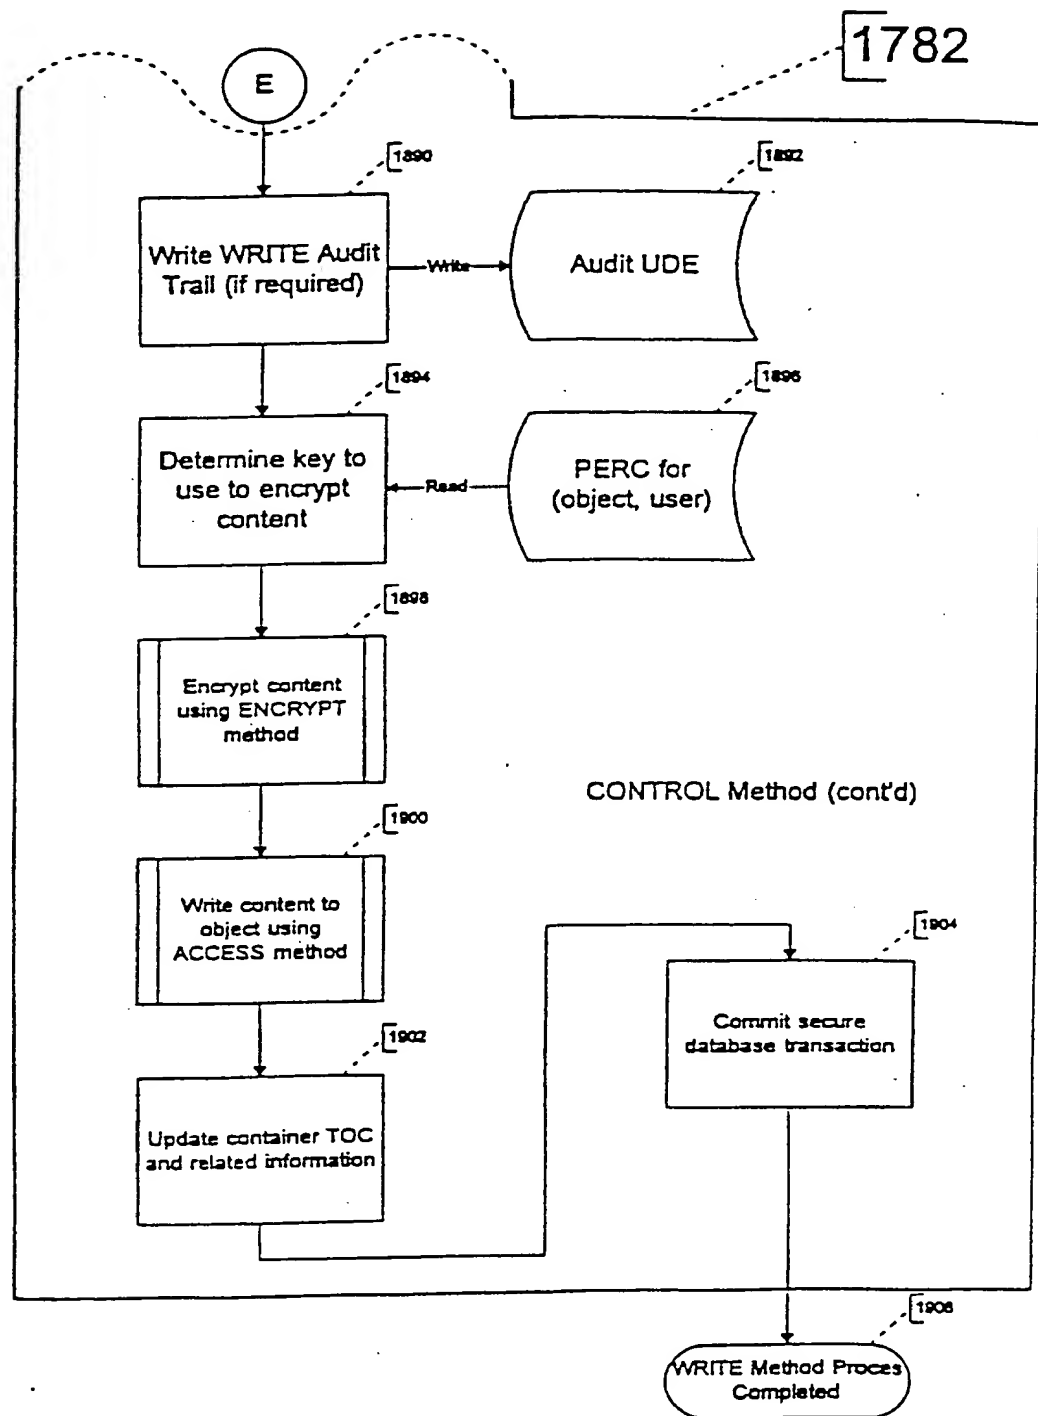 1782
E
1890
Write WRITE Audit
Trail (if required)
Write
1892
Audit UDE
1894
Determine key to
use to encrypt
content
Read
1896
PERC for
(object, user)
1898
Encrypt content
using ENCRYPT
method
CONTROL Method (cont'd)
1900
Write content to
object using
ACCESS method
1902
Update container TOC
and related information
1904
Commit secure
database transaction
1906
WRITE Method Proces
Completed